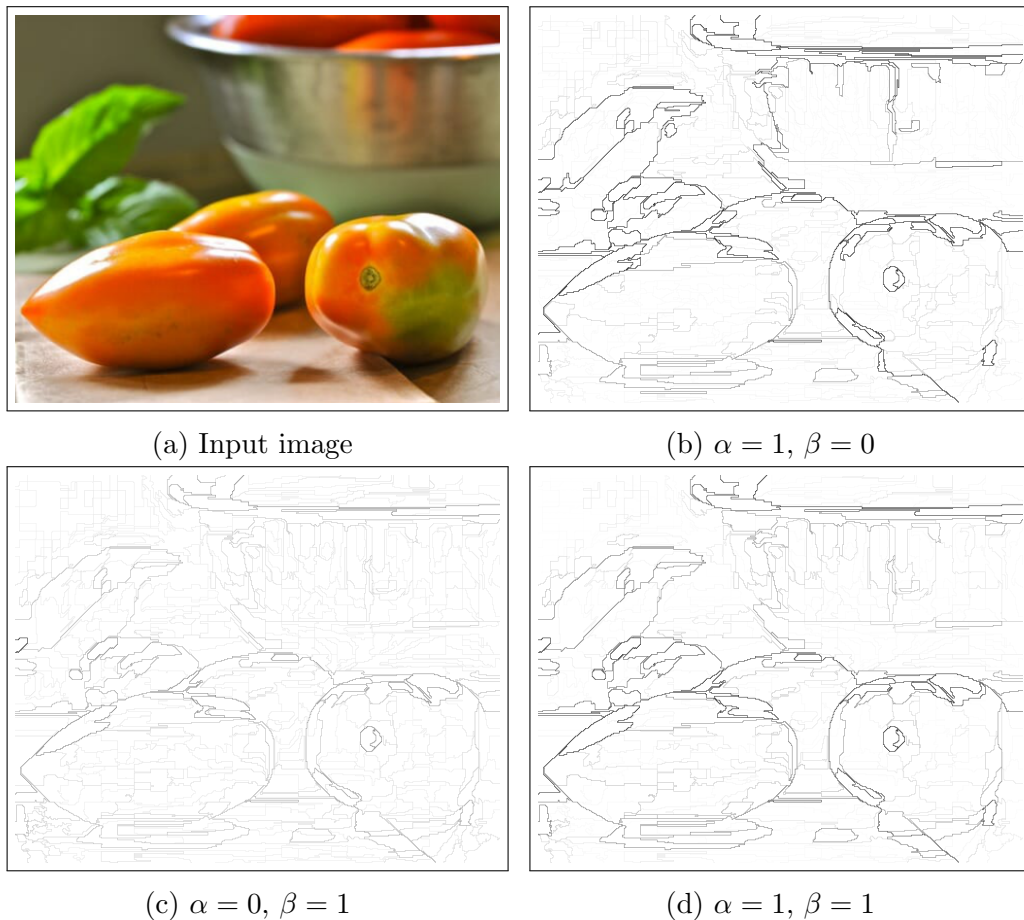 (a) Input image
(b) α = 1, β = 0
(c) α = 0, β = 1
(d) α = 1, β = 1